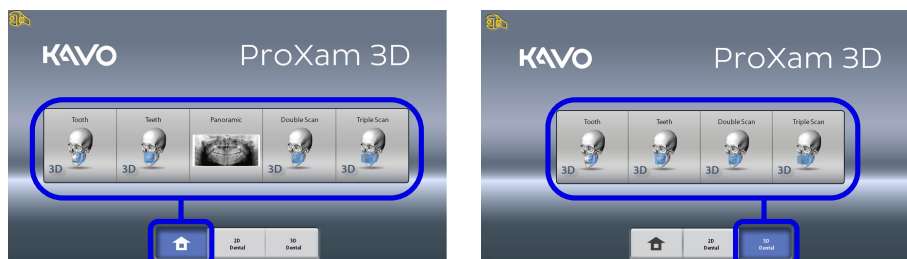 KAVO ProXam 3D
Tooth Teeth Panoramic Double Scan Triple Scan
3D 3D 3D 3D
2D Dental 3D Dental
KAVO ProXam 3D
Tooth Teeth Double Scan Triple Scan
3D 3D 3D 3D
2D Dental 3D Dental